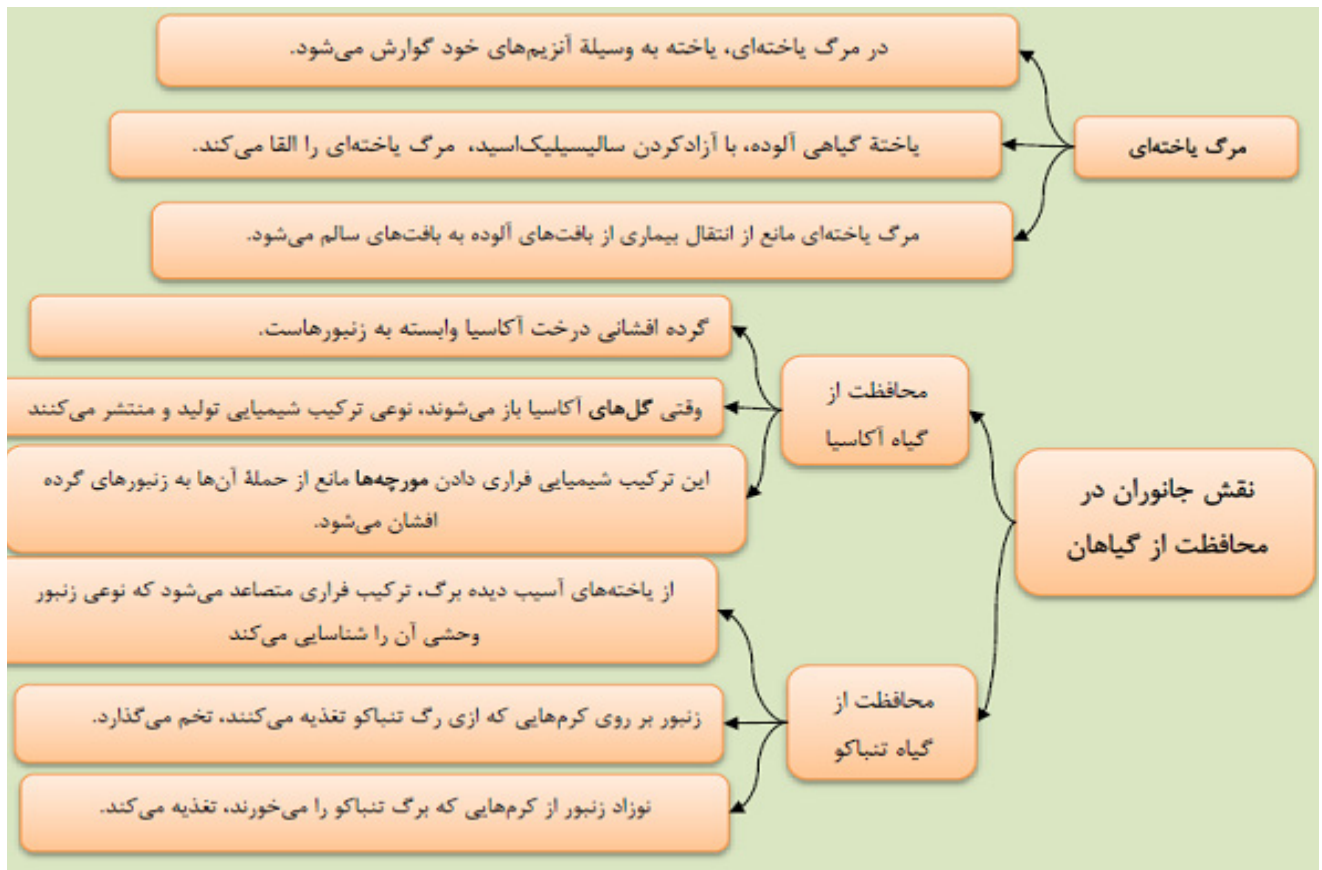 مرگ یاخته‌ای
در مرگ یاخته‌ای، یاخته به وسیلة آنزیم‌های خود گوارش می‌شود.
یاختة گیاهی آلوده، با آزادکردن سالیسیلیک‌اسید، مرگ یاخته‌ای را القا می‌کند.
مرگ یاخته‌ای مانع از انتقال بیماری از بافت‌های آلوده به بافت‌های سالم می‌شود.
نقش جانوران در
محافظت از گیاهان
محافظت از
گیاه آکاسیا
گرده افشانی درخت آکاسیا وابسته به زنبورهاست.
وقتی گل‌های آکاسیا باز می‌شوند، نوعی ترکیب شیمیایی تولید و منتشر می‌کنند
این ترکیب شیمیایی فراری دادن مورچه‌ها مانع از حملة آن‌ها به زنبورهای گرده
افشان می‌شود.
محافظت از
گیاه تنباکو
از یاخته‌های آسیب دیده برگ، ترکیب فراری متصاعد می‌شود که نوعی زنبور
وحشی آن را شناسایی می‌کند
زنبور بر روی کرم‌هایی که ازی رگ تنباکو تغذیه می‌کنند، تخم می‌گذارد.
نوزاد زنبور از کرم‌هایی که برگ تنباکو را می‌خورند، تغذیه می‌کند.